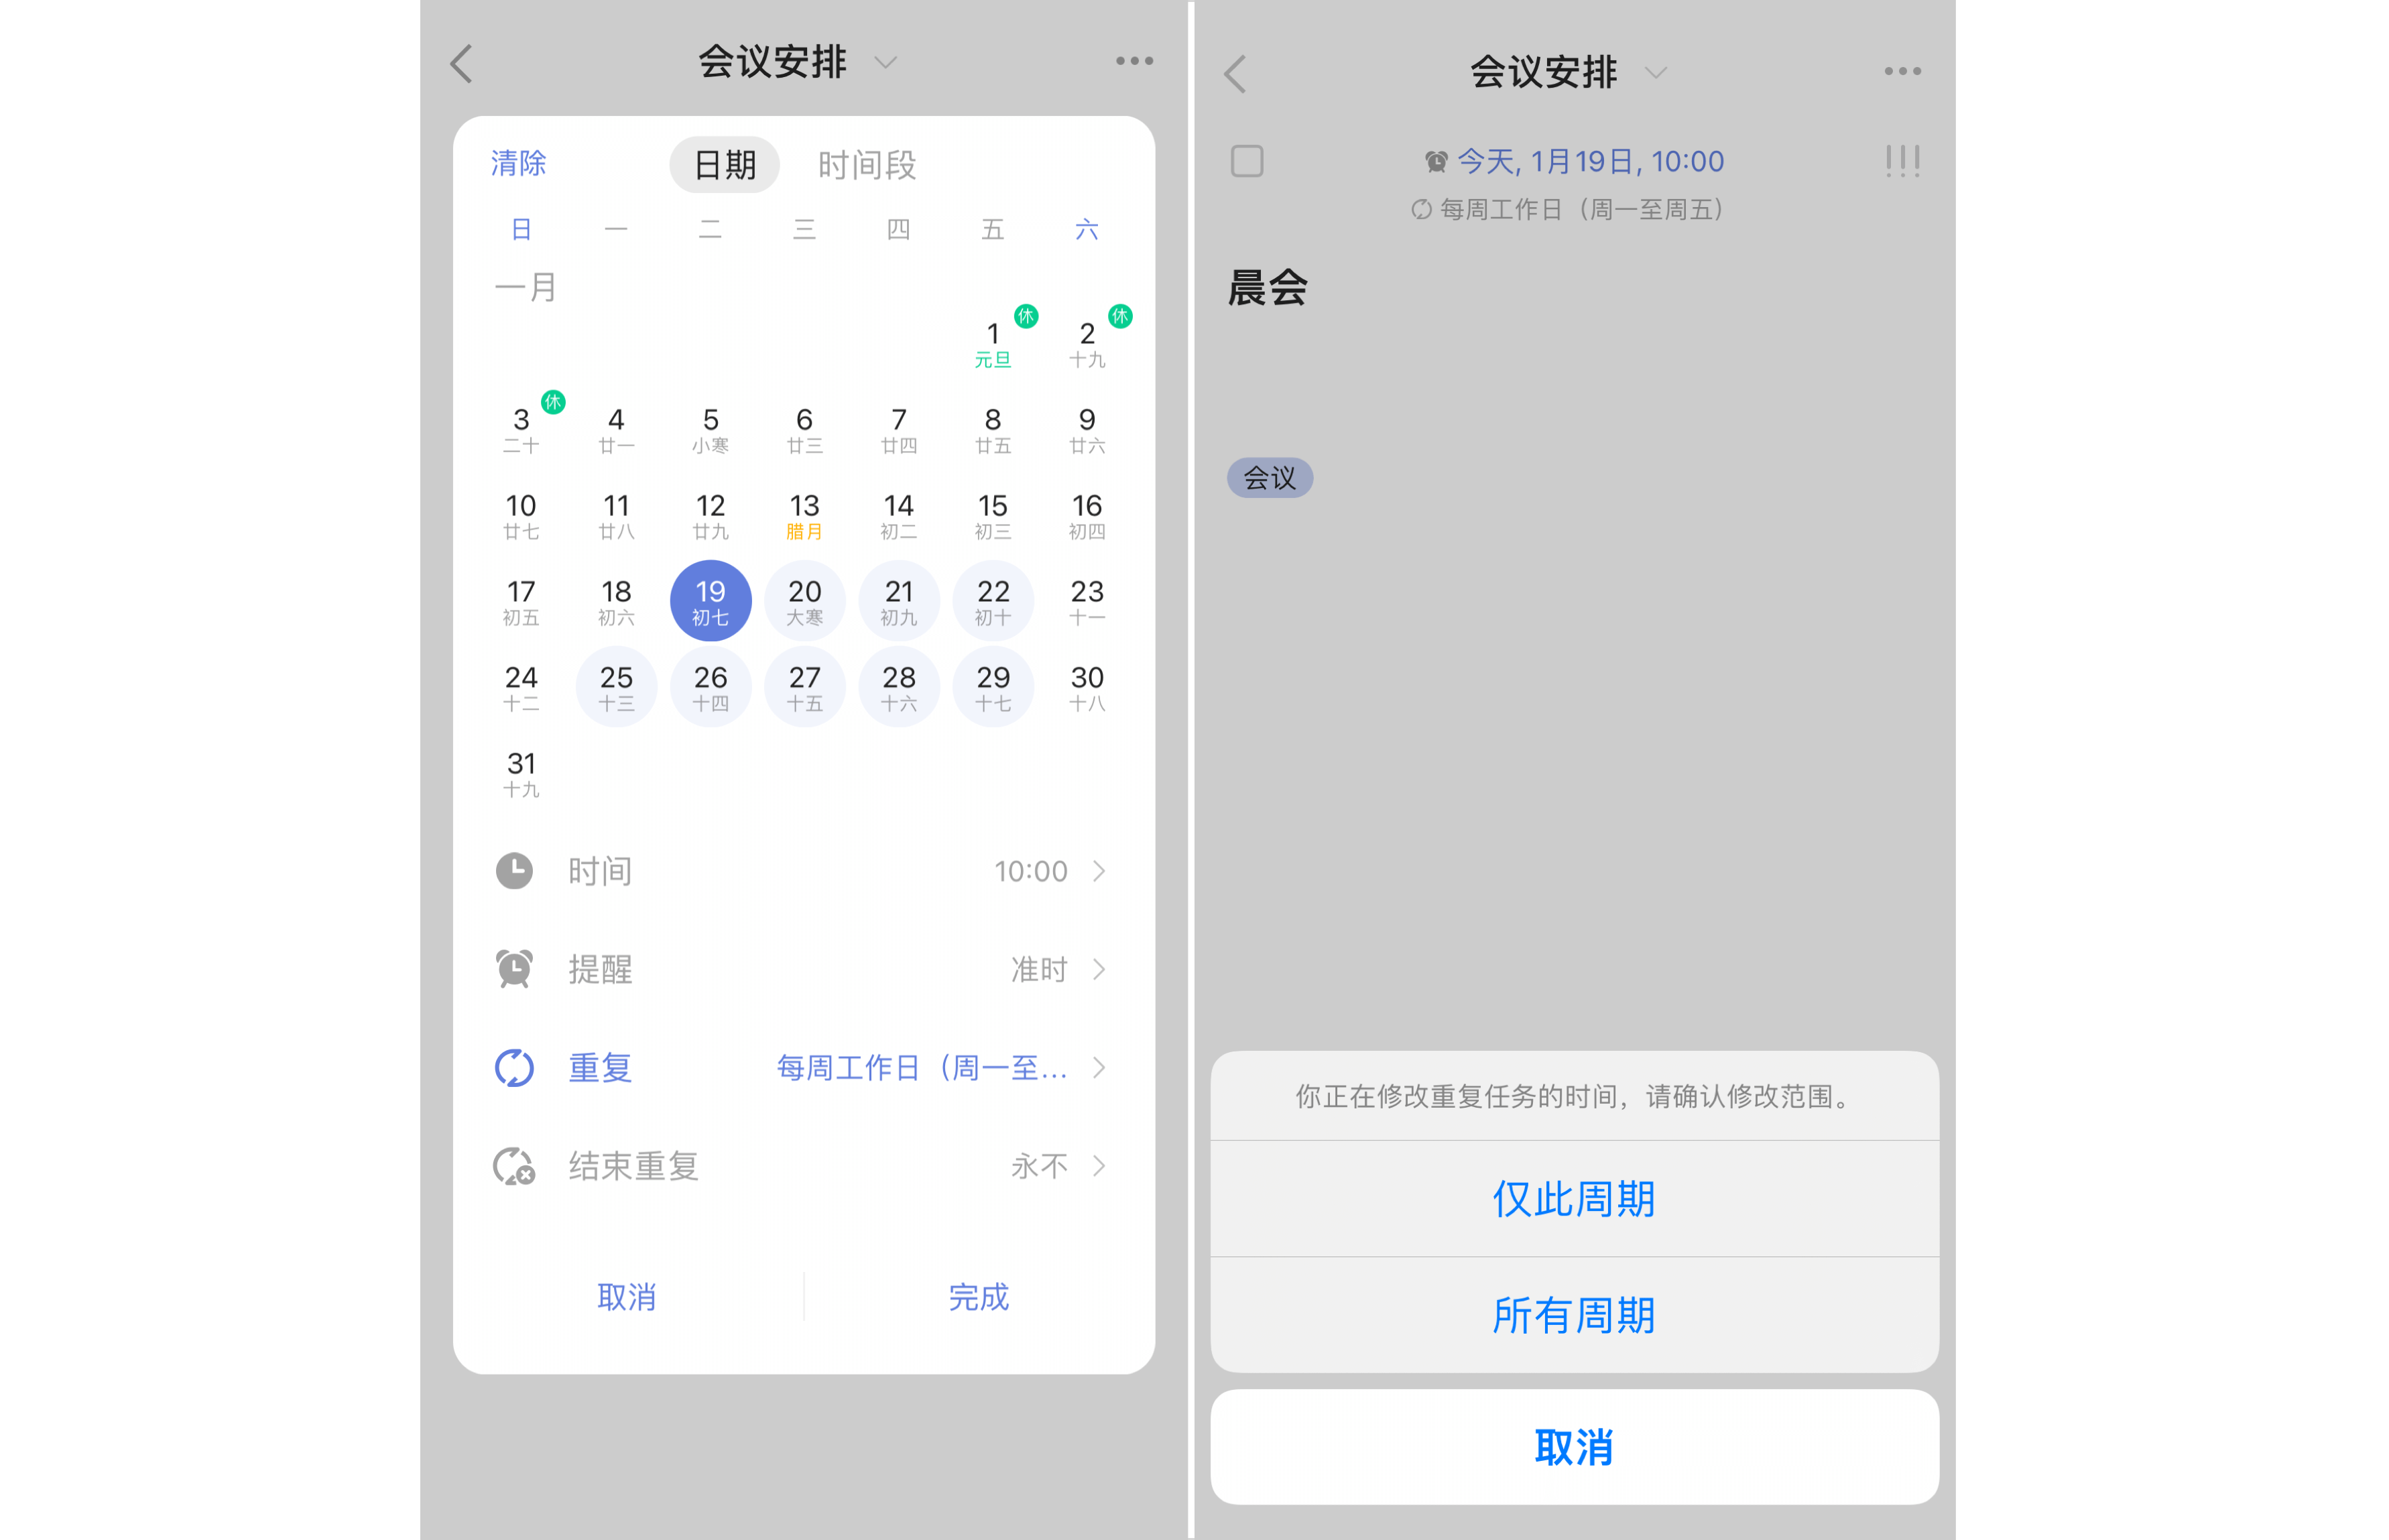 会议安排
清除 日期 时间段
日 一 二 三 四 五 六
一月
休 休
1 2
元旦 十九
休
3 4 5 6 7 8 9
二十 廿一 小寒 廿三 廿四 廿五 廿六
10 11 12 13 14 15 16
廿七 廿八 廿九 腊月 初二 初三 初四
17 18 19 20 21 22 23
初五 初六 初七 大寒 初九 初十 十一
24 25 26 27 28 29 30
十二 十三 十四 十五 十六 十七 十八
31
十九
时间 10:00
提醒 准时
重复 每周工作日（周一至...
结束重复 永不
取消 完成
会议安排
今天, 1月19日, 10:00
每周工作日（周一至周五）
晨会
会议
你正在修改重复任务的时间，请确认修改范围。
仅此周期
所有周期
取消